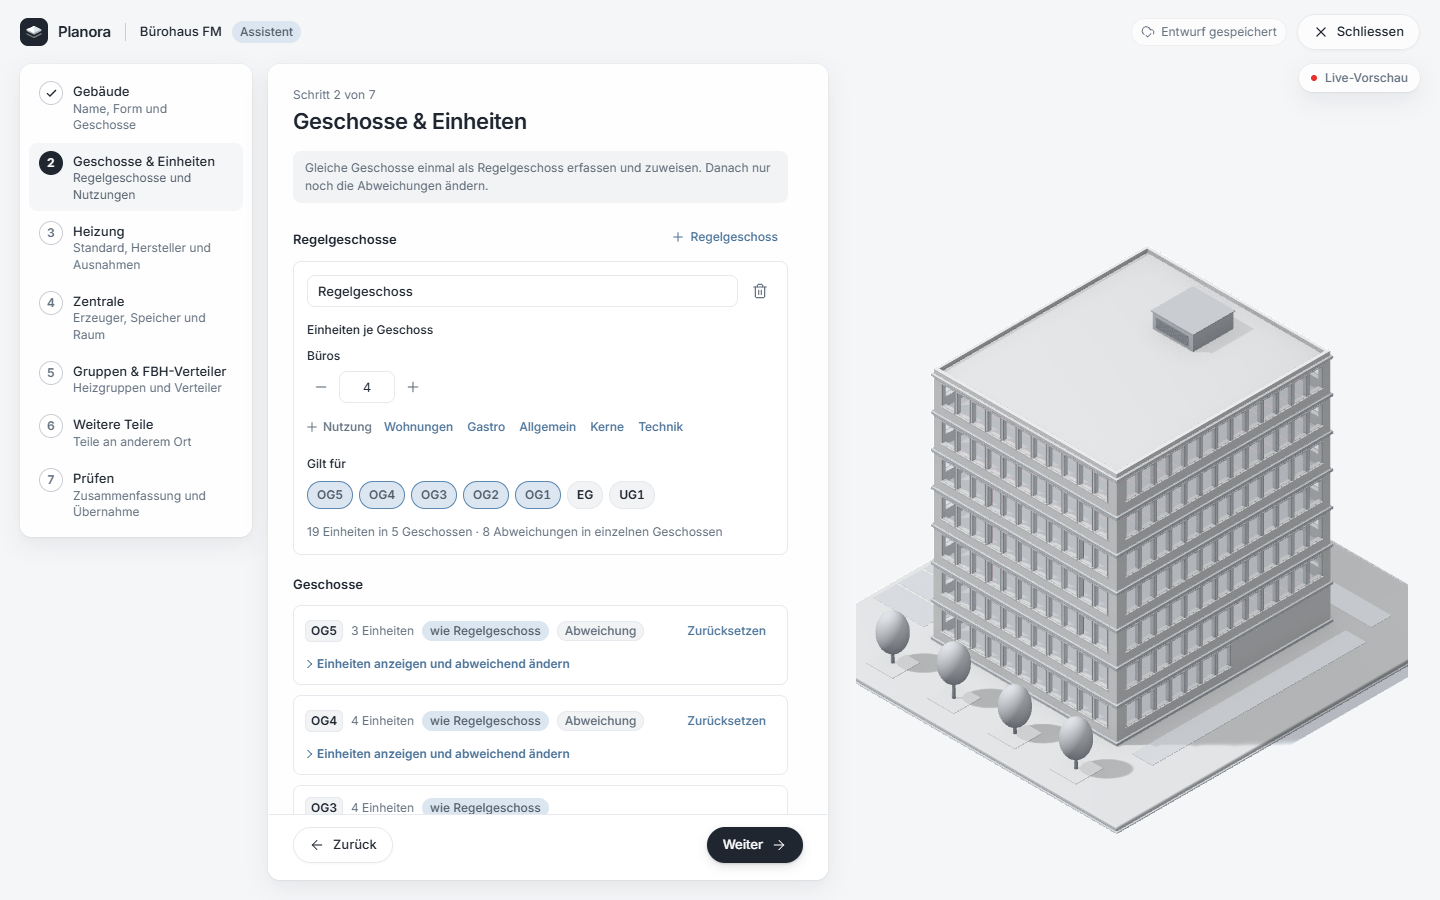 Planora
Bürohaus FM
Assistent
Entwurf gespeichert
Schliessen
Gebäude
Name, Form und
Geschosse
2
Geschosse & Einheiten
Regelgeschosse und
Nutzungen
3
Heizung
Standard, Hersteller und
Ausnahmen
4
Zentrale
Erzeuger, Speicher und
Raum
5
Gruppen & FBH-Verteiler
Heizgruppen und Verteiler
6
Weitere Teile
Teile an anderem Ort
7
Prüfen
Zusammenfassung und
Übernahme
Schritt 2 von 7
Geschosse & Einheiten
Gleiche Geschosse einmal als Regelgeschoss erfassen und zuweisen. Danach nur
noch die Abweichungen ändern.
Regelgeschosse
+ Regelgeschoss
Regelgeschoss
Einheiten je Geschoss
Büros
− 4 +
+ Nutzung Wohnungen Gastro Allgemein Kerne Technik
Gilt für
OG5 OG4 OG3 OG2 OG1 EG UG1
19 Einheiten in 5 Geschossen · 8 Abweichungen in einzelnen Geschossen
Geschosse
OG5 3 Einheiten wie Regelgeschoss Abweichung Zurücksetzen
Einheiten anzeigen und abweichend ändern
OG4 4 Einheiten wie Regelgeschoss Abweichung Zurücksetzen
Einheiten anzeigen und abweichend ändern
OG3 4 Einheiten wie Regelgeschoss
Zurück
Weiter
Live-Vorschau